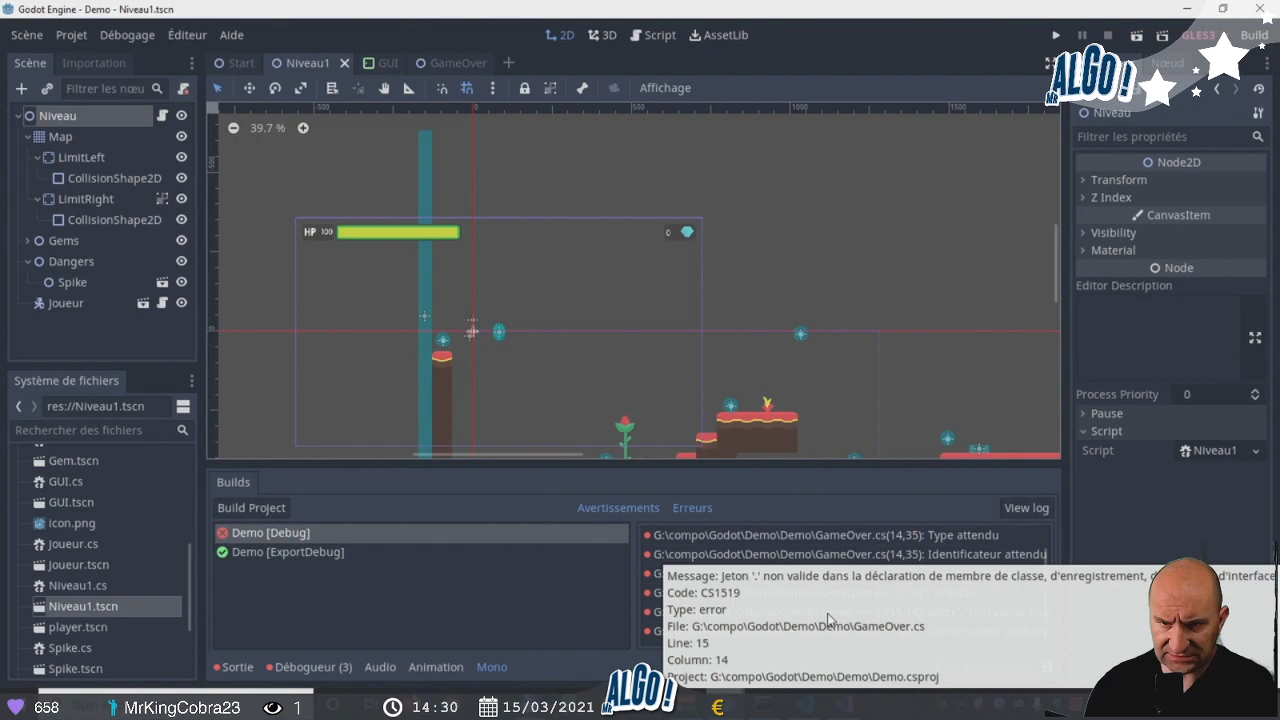 Godot Engine - Demo - Niveau1.tscn
Scène Projet Débogage Éditeur Aide
2D 3D Script AssetLib
GLES3 Build
Scène Importation
Start Niveau1 GUI GameOver
Nœud
MR ALGO !
Filtrer les nœu
Affichage
Niveau
Map
LimitLeft
CollisionShape2D
LimitRight
CollisionShape2D
Gems
Dangers
Spike
Joueur
-500 0 500 1000 1500
-500
0
39.7 %
HP 100
0
Niveau
Filtrer les propriétés
Node2D
Transform
Z Index
CanvasItem
Visibility
Material
Node
Editor Description
Process Priority 0
Pause
Script
Script Niveau1
Système de fichiers
res://Niveau1.tscn
Rechercher des fichiers
Gem.tscn
GUI.cs
GUI.tscn
icon.png
Joueur.cs
Joueur.tscn
Niveau1.cs
Niveau1.tscn
player.tscn
Spike.cs
Spike.tscn
Builds
Build Project
Avertissements Erreurs
View log
Demo [Debug]
Demo [ExportDebug]
G:\compo\Godot\Demo\Demo\GameOver.cs(14,35): Type attendu
G:\compo\Godot\Demo\Demo\GameOver.cs(14,35): Identificateur attendu
Message: Jeton '.' non valide dans la déclaration de membre de classe, d'enregistrement, d'interface
Code: CS1519
Type: error
File: G:\compo\Godot\Demo\Demo\GameOver.cs
Line: 15
Column: 14
Project: G:\compo\Godot\Demo\Demo\Demo.csproj
Sortie Débogueur (3) Audio Animation Mono
ALGO !
658 MrKingCobra23 1 14:30 15/03/2021 €